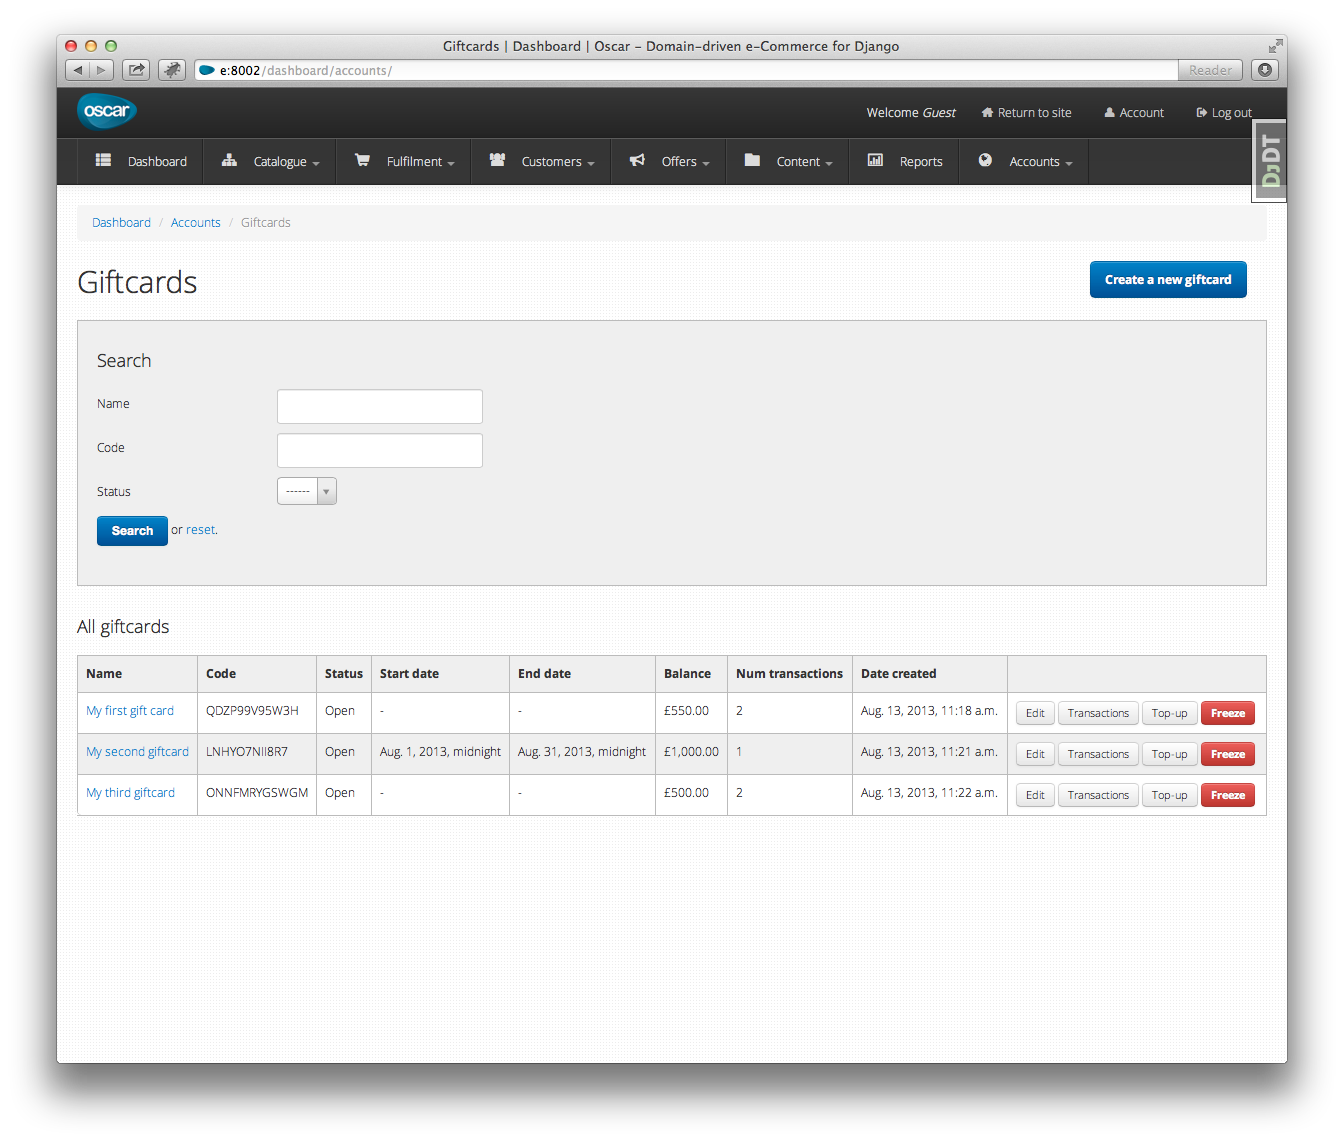 Giftcards | Dashboard | Oscar – Domain-driven e-Commerce for Django
e:8002/dashboard/accounts/ Reader
oscar Welcome Guest Return to site Account Log out
DJDT
Dashboard Catalogue Fulfilment Customers Offers Content Reports Accounts
Dashboard / Accounts / Giftcards
Giftcards Create a new giftcard
Search
Name
Code
Status ------
Search or reset.
All giftcards
Name Code Status Start date End date Balance Num transactions Date created
My first gift card QDZP99V95W3H Open - - £550.00 2 Aug. 13, 2013, 11:18 a.m. Edit Transactions Top-up Freeze
My second giftcard LNHYO7NII8R7 Open Aug. 1, 2013, midnight Aug. 31, 2013, midnight £1,000.00 1 Aug. 13, 2013, 11:21 a.m. Edit Transactions Top-up Freeze
My third giftcard ONNFMRYGSWGM Open - - £500.00 2 Aug. 13, 2013, 11:22 a.m. Edit Transactions Top-up Freeze